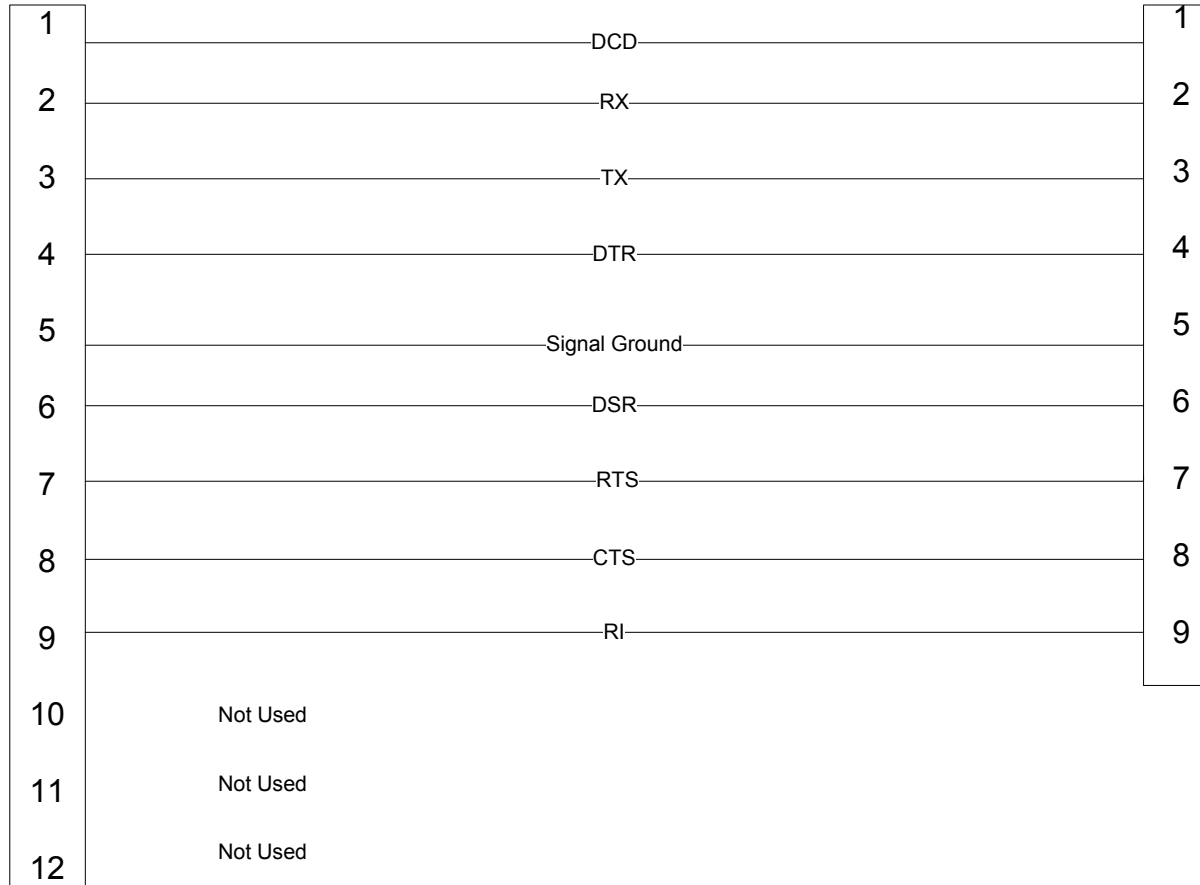 1 DCD 1
2 RX 2
3 TX 3
4 DTR 4
5 Signal Ground 5
6 DSR 6
7 RTS 7
8 CTS 8
9 RI 9
10 Not Used
11 Not Used
12 Not Used